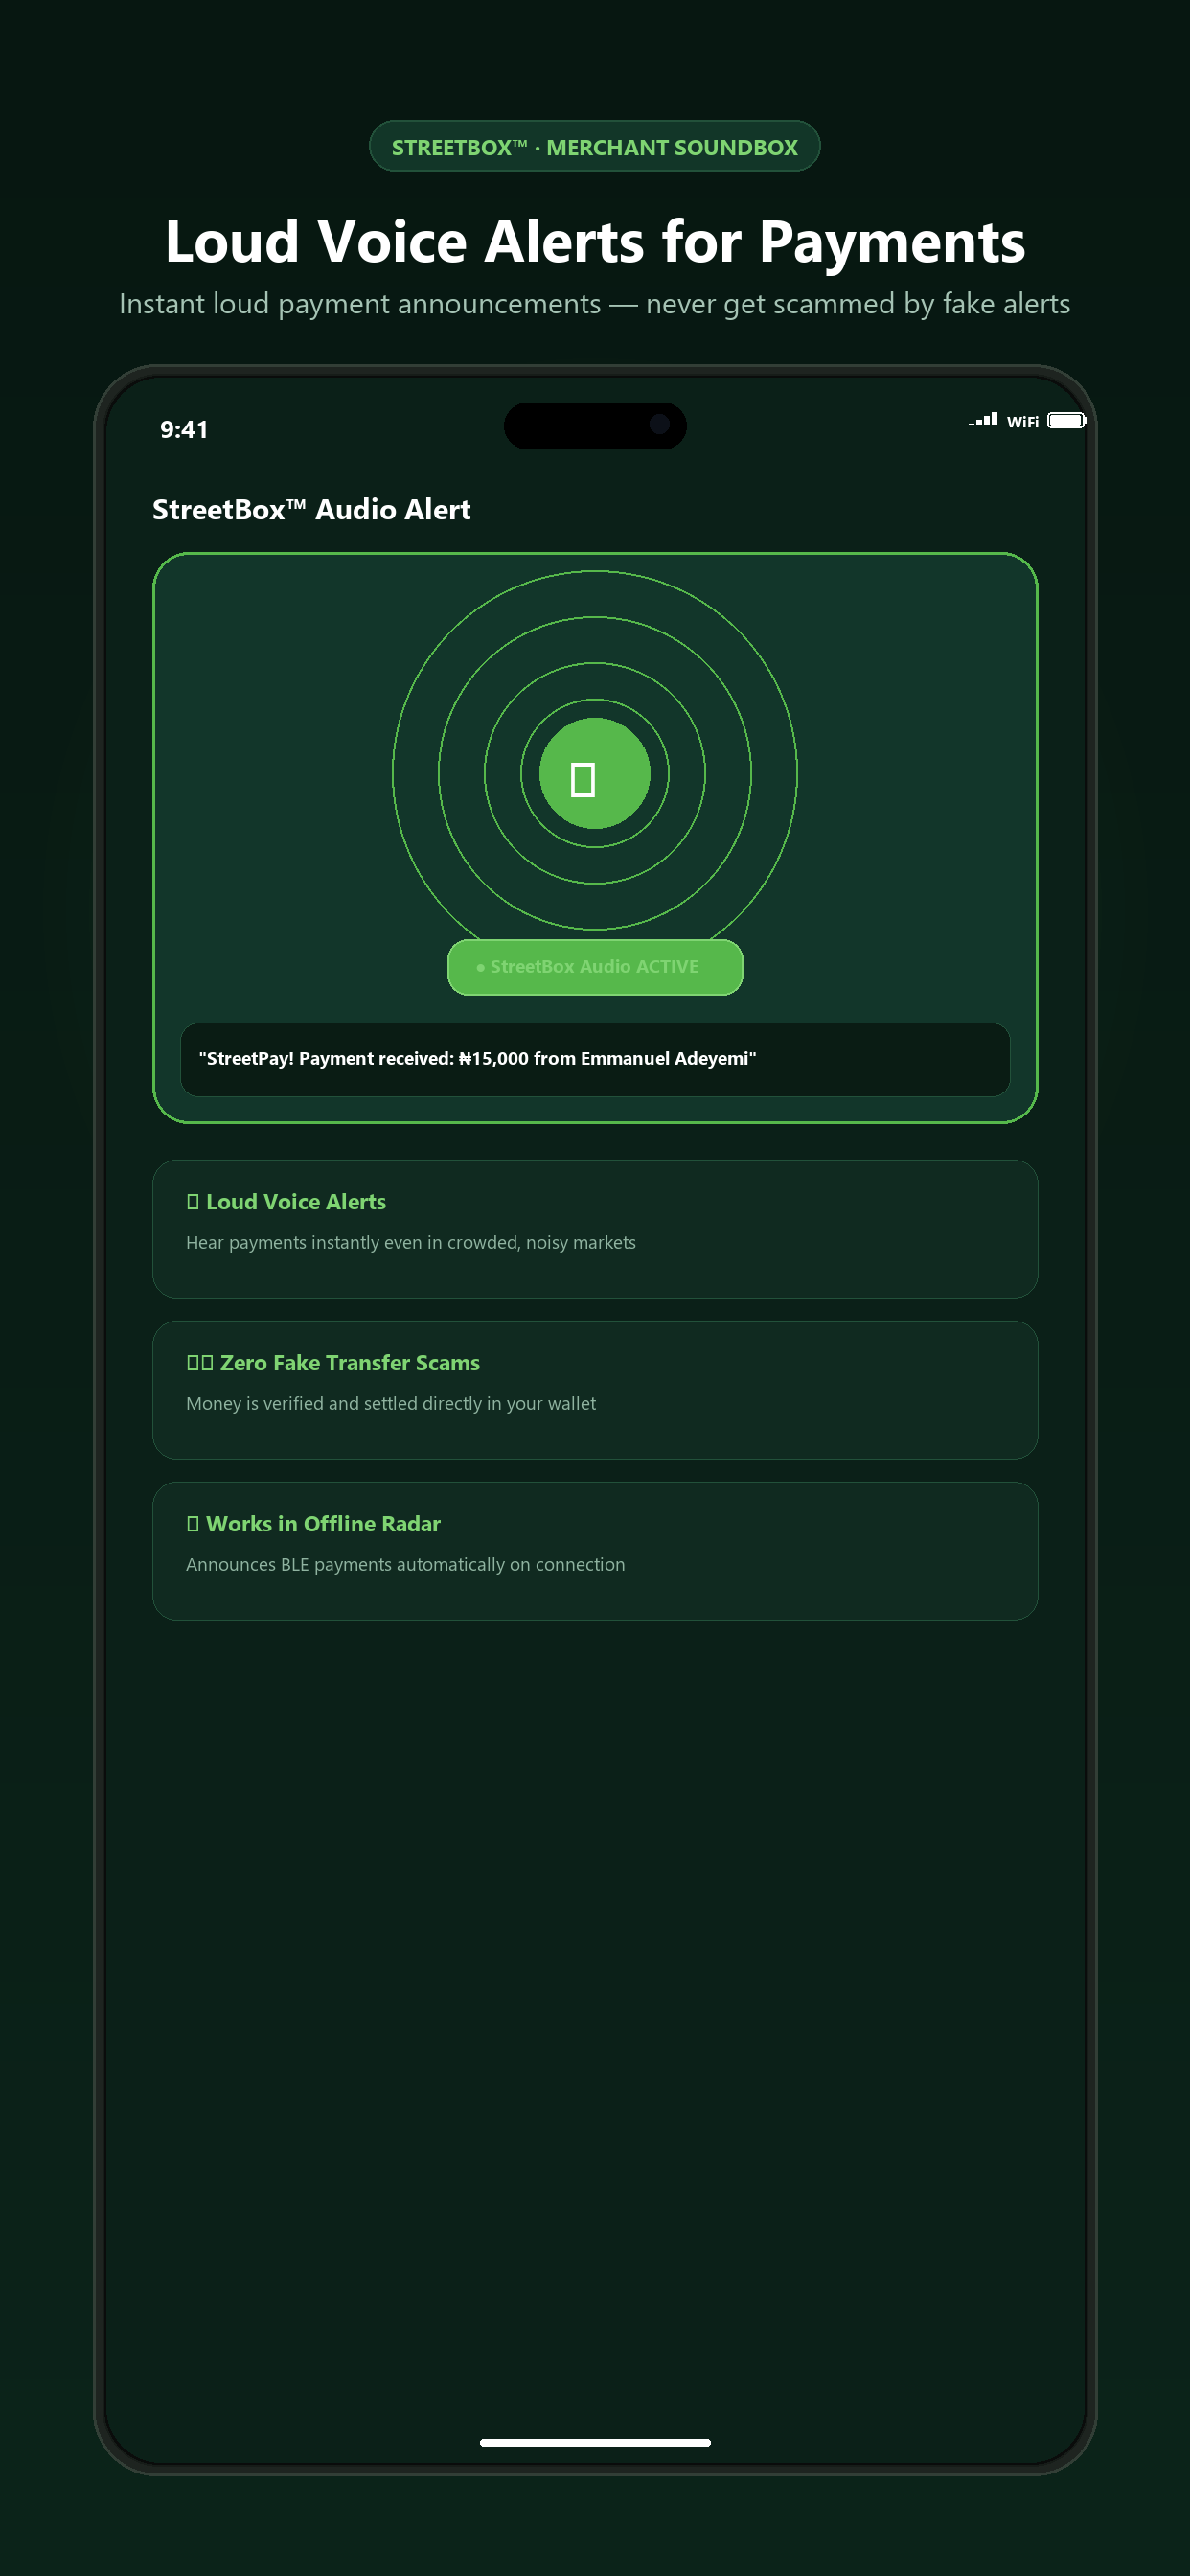 STREETBOX™ · MERCHANT SOUNDBOX
Loud Voice Alerts for Payments
Instant loud payment announcements — never get scammed by fake alerts
9:41
WiFi
StreetBox™ Audio Alert
• StreetBox Audio ACTIVE
"StreetPay! Payment received: ₦15,000 from Emmanuel Adeyemi"
Loud Voice Alerts
Hear payments instantly even in crowded, noisy markets
Zero Fake Transfer Scams
Money is verified and settled directly in your wallet
Works in Offline Radar
Announces BLE payments automatically on connection